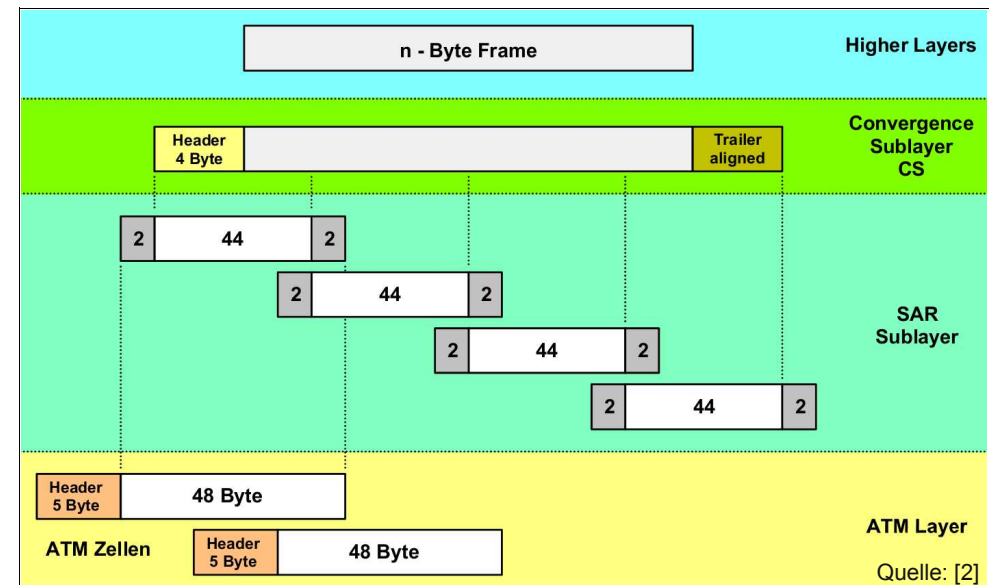 n - Byte Frame
Higher Layers
Header
4 Byte
Trailer
aligned
Convergence
Sublayer
CS
2 44 2
2 44 2
2 44 2
2 44 2
SAR
Sublayer
Header
5 Byte
48 Byte
ATM Zellen
Header
5 Byte
48 Byte
ATM Layer
Quelle: [2]